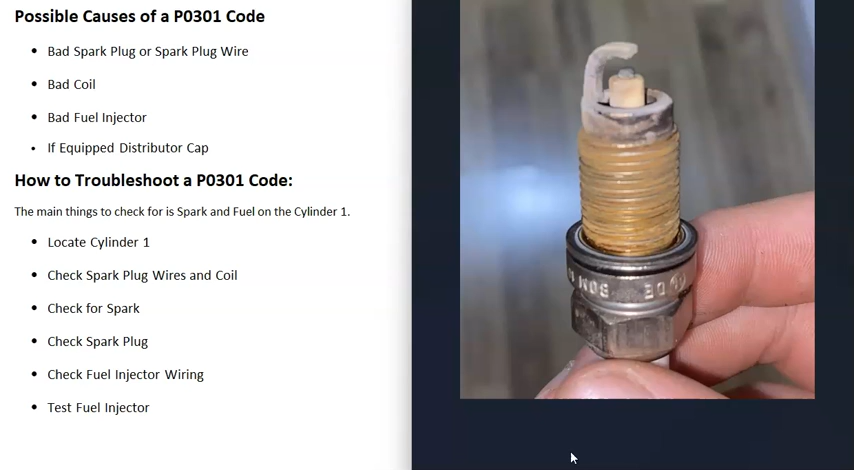 Possible Causes of a P0301 Code
Bad Spark Plug or Spark Plug Wire
Bad Coil
Bad Fuel Injector
If Equipped Distributor Cap
How to Troubleshoot a P0301 Code:
The main things to check for is Spark and Fuel on the Cylinder 1.
Locate Cylinder 1
Check Spark Plug Wires and Coil
Check for Spark
Check Spark Plug
Check Fuel Injector Wiring
Test Fuel Injector